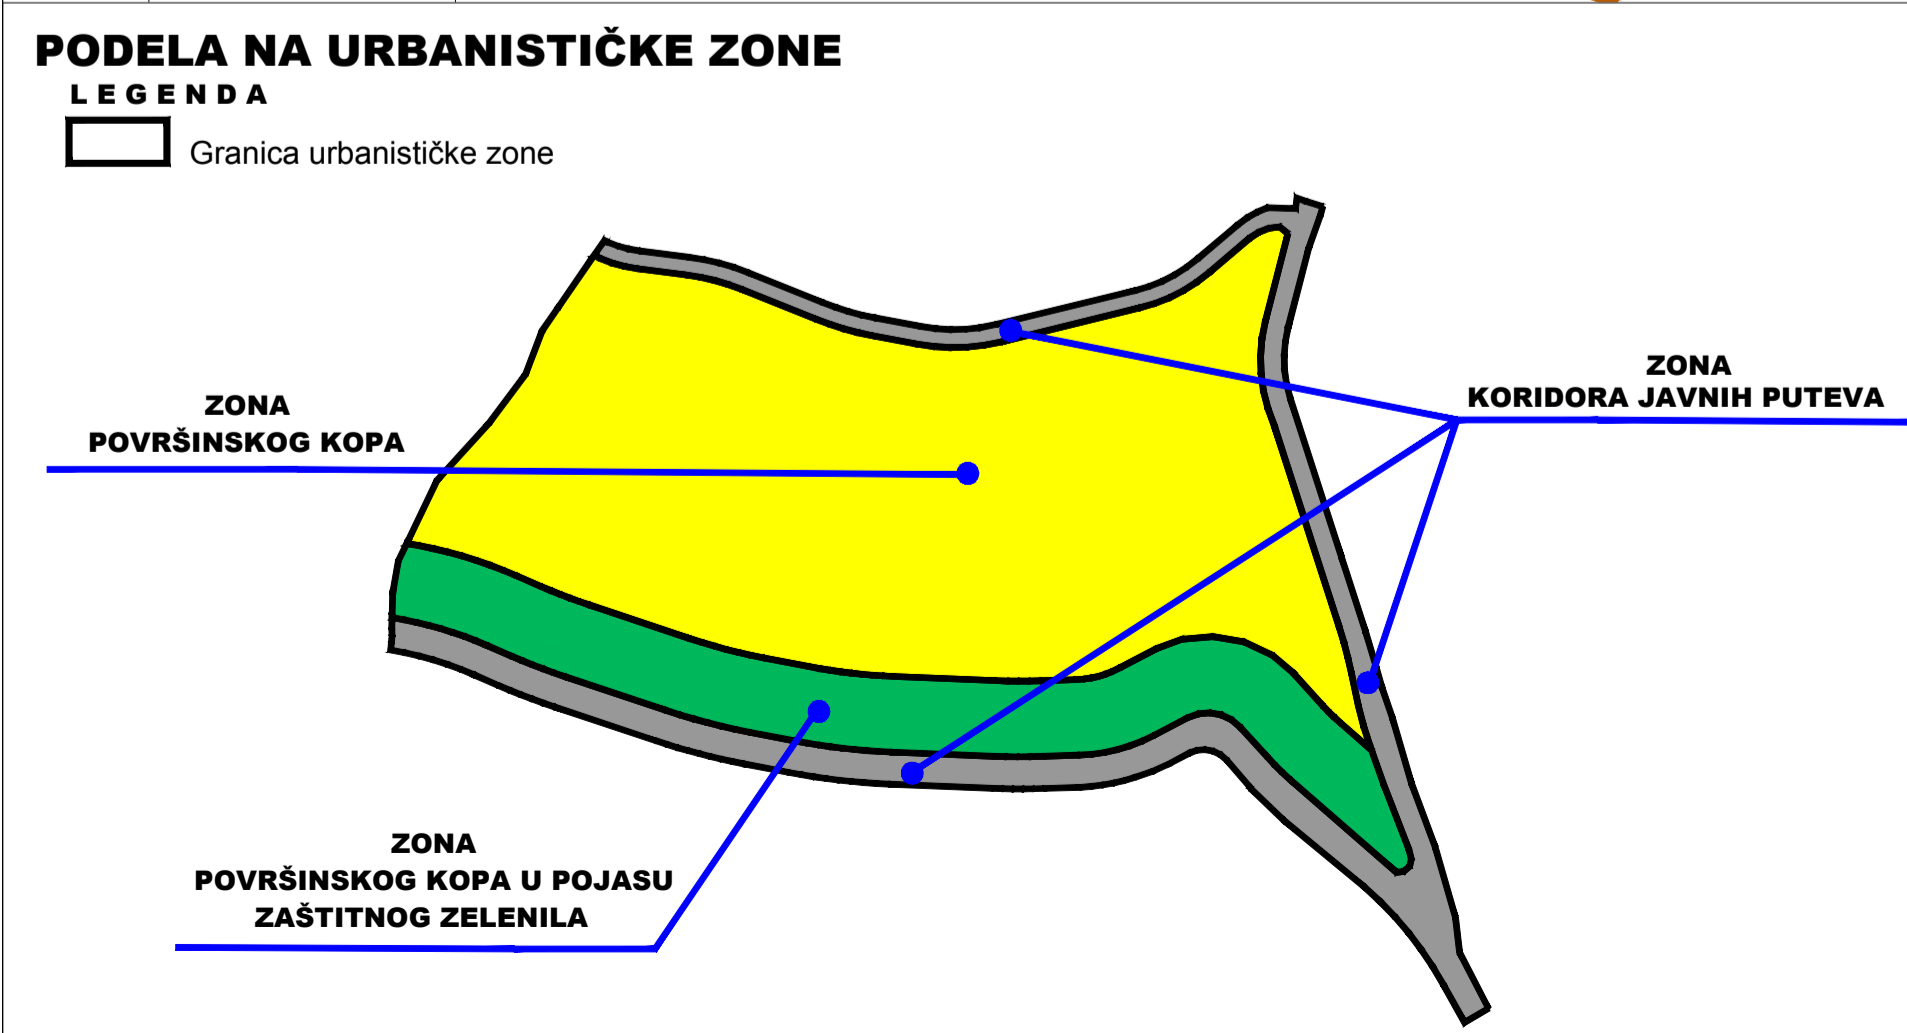 PODELA NA URBANISTIČKE ZONE
LEGENDA
Granica urbanističke zone
ZONA
KORIDORA JAVNIH PUTEVA
ZONA
POVRŠINSKOG KOPA
ZONA
POVRŠINSKOG KOPA U POJASU
ZAŠTITNOG ZELENILA